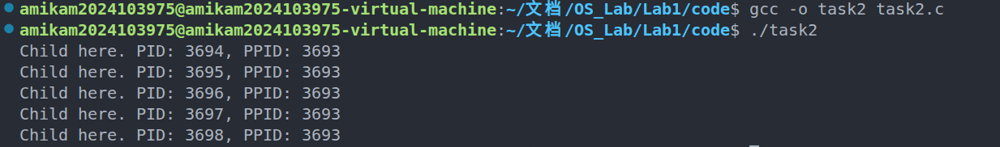 amikam2024103975@amikam2024103975-virtual-machine:~/文档/OS_Lab/Lab1/code$ gcc -o task2 task2.c
amikam2024103975@amikam2024103975-virtual-machine:~/文档/OS_Lab/Lab1/code$ ./task2
Child here. PID: 3694, PPID: 3693
Child here. PID: 3695, PPID: 3693
Child here. PID: 3696, PPID: 3693
Child here. PID: 3697, PPID: 3693
Child here. PID: 3698, PPID: 3693